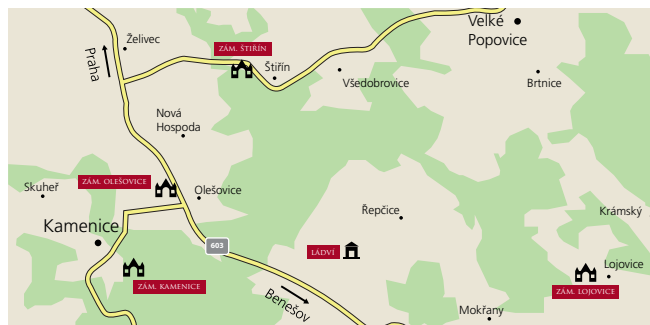 Velké
Popovice
Želivec
ZÁM. ŠTIŘÍN
Praha
Štiřín
Všedobrovice
Brtnice
Nová
Hospoda
ZÁM. OLEŠOVICE
Skuheř
Olešovice
Řepčice
Krámský
Kamenice
603
LÁDVÍ
Lojovice
ZÁM. KAMENICE
ZÁM. LOJOVICE
Benešov
Mokřany